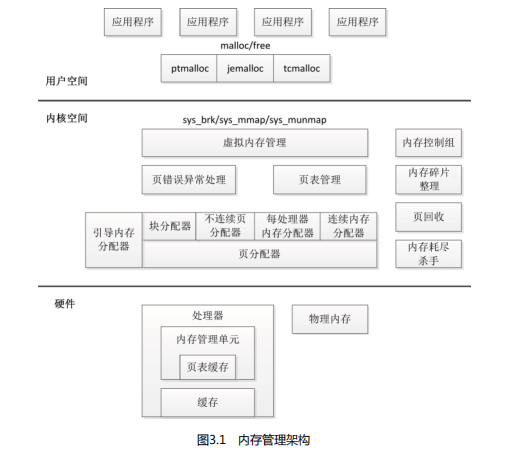 应用程序 应用程序 应用程序 应用程序
malloc/free
ptmalloc jemalloc tcmalloc
用户空间
内核空间
sys_brk/sys_mmap/sys_munmap
虚拟内存管理
内存控制组
页错误异常处理
页表管理
内存碎片
整理
引导内存
分配器
块分配器
不连续页
分配器
每处理器
内存分配器
连续内存
分配器
页回收
页分配器
内存耗尽
杀手
硬件
处理器
物理内存
内存管理单元
页表缓存
缓存
图3.1 内存管理架构